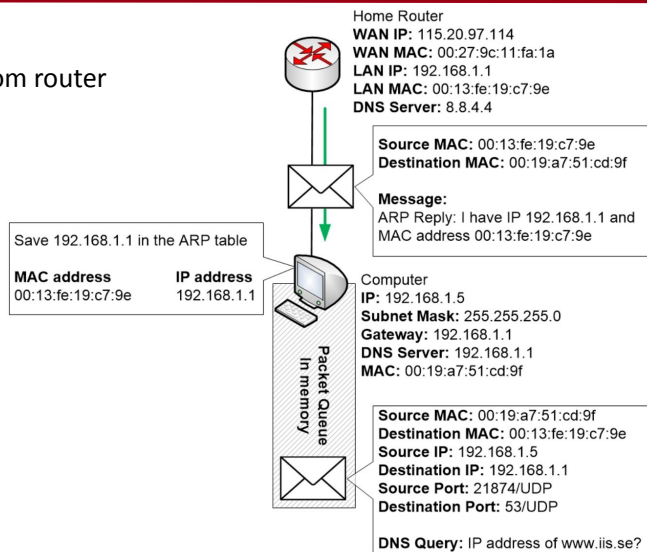 om router
Home Router
WAN IP: 115.20.97.114
WAN MAC: 00:27:9c:11:fa:1a
LAN IP: 192.168.1.1
LAN MAC: 00:13:fe:19:c7:9e
DNS Server: 8.8.4.4
Source MAC: 00:13:fe:19:c7:9e
Destination MAC: 00:19:a7:51:cd:9f
Message:
ARP Reply: I have IP 192.168.1.1 and
MAC address 00:13:fe:19:c7:9e
Save 192.168.1.1 in the ARP table
MAC address IP address
00:13:fe:19:c7:9e 192.168.1.1
Computer
IP: 192.168.1.5
Subnet Mask: 255.255.255.0
Gateway: 192.168.1.1
DNS Server: 192.168.1.1
MAC: 00:19:a7:51:cd:9f
Packet Queue
In memory
Source MAC: 00:19:a7:51:cd:9f
Destination MAC: 00:13:fe:19:c7:9e
Source IP: 192.168.1.5
Destination IP: 192.168.1.1
Source Port: 21874/UDP
Destination Port: 53/UDP
DNS Query: IP address of www.iis.se?